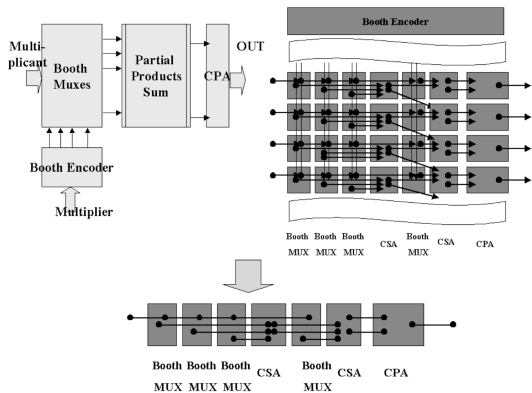 Multi-
plicant
Booth
Muxes
Partial
Products
Sum
CPA
OUT
Booth Encoder
Multiplier
Booth Encoder
Booth
MUX
Booth
MUX
Booth
MUX
CSA
Booth
MUX
CSA
CPA
Booth
MUX
Booth
MUX
Booth
MUX
CSA
Booth
MUX
CSA
CPA